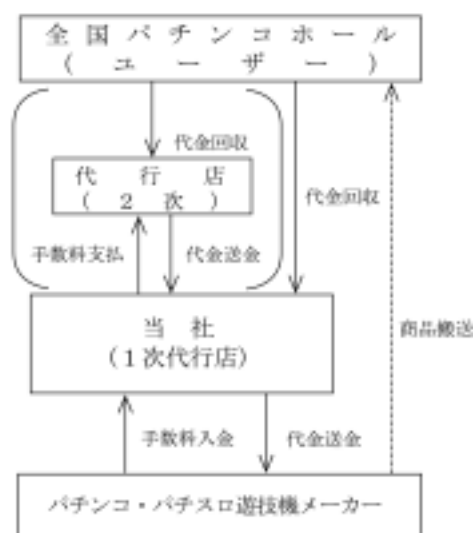 全国パチンコホール
(ユーザー)
代金回収
代行店
(2次)
代金回収
手数料支払
代金送金
当社
(1次代行店)
商品搬送
手数料入金
代金送金
パチンコ・パチスロ遊技機メーカー